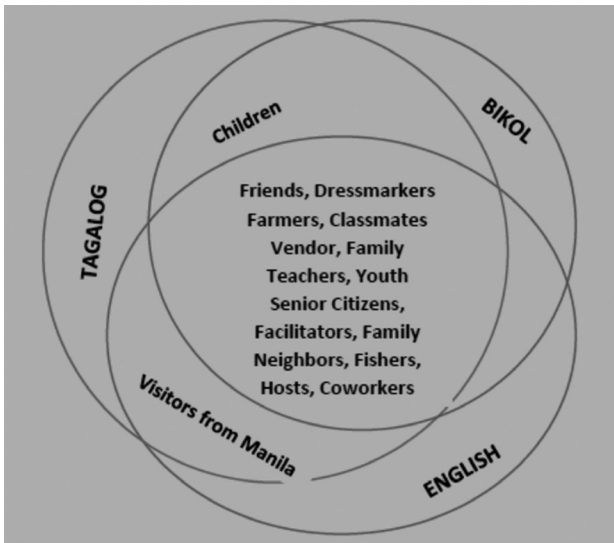 Children
BIKOL
TAGALOG
Friends, Dressmarkers
Farmers, Classmates
Vendor, Family
Teachers, Youth
Senior Citizens,
Facilitators, Family
Neighbors, Fishers,
Hosts, Coworkers
Visitors from Manila
ENGLISH